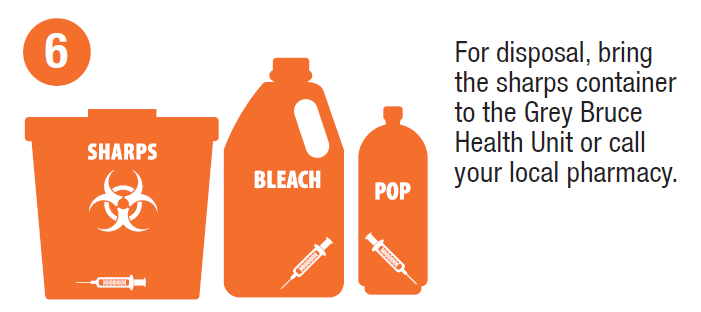 6
For disposal, bring
the sharps container
to the Grey Bruce
Health Unit or call
your local pharmacy.
SHARPS
BLEACH
POP